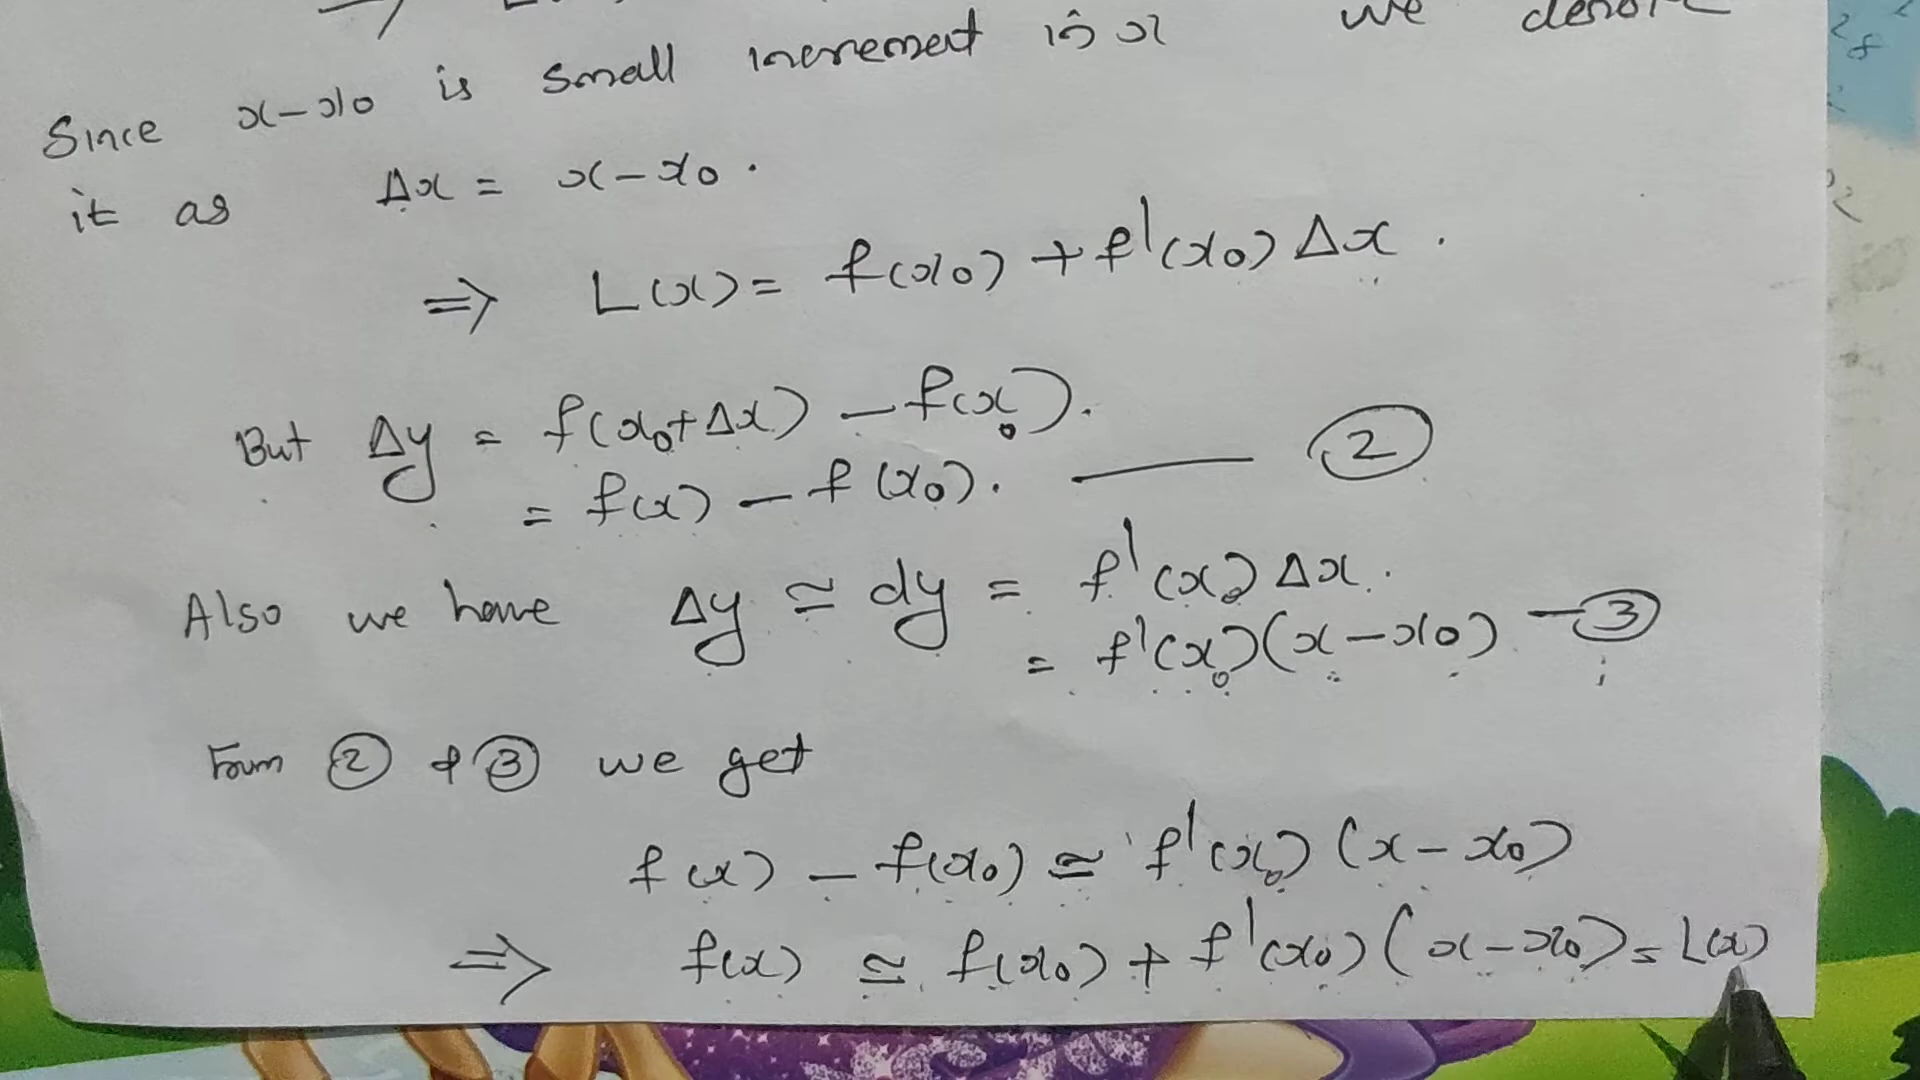 Since x-x0 is small increment in x we denote
it as Δx = x-x0.
⇒ L(x) = f(x0) + f'(x0) Δx.
But Δy = f(x0+Δx) - f(x0).
= f(x) - f(x0). —— ②
Also we have Δy ≃ dy = f'(x0) Δx.
= f'(x0)(x-x0) — ③
From ② & ③ we get
f(x) - f(x0) ≃ f'(x0) (x-x0)
⇒ f(x) ≃ f(x0) + f'(x0) (x-x0) = L(x)